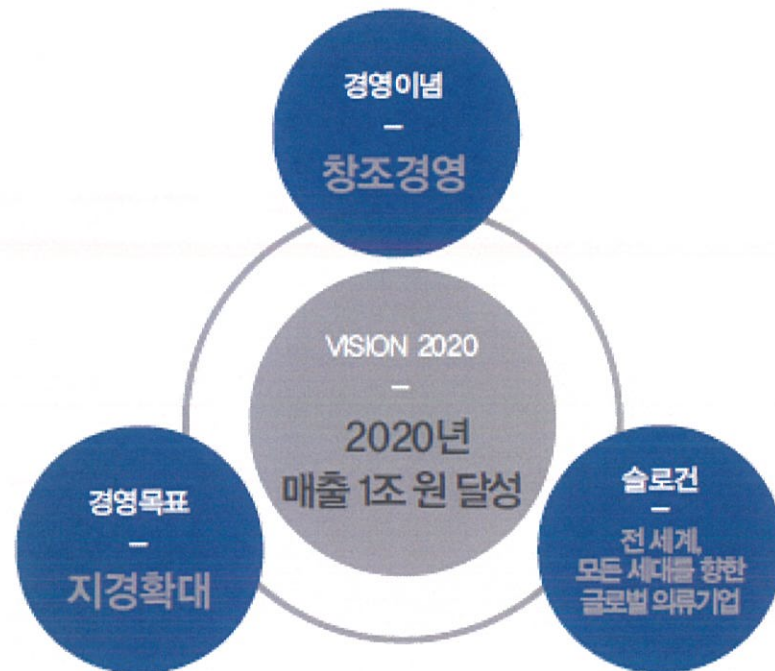 경영이념
–
창조경영
VISION 2020
–
2020년
매출 1조 원 달성
경영목표
–
지경확대
슬로건
–
전 세계,
모든 세대를 향한
글로벌 의류기업